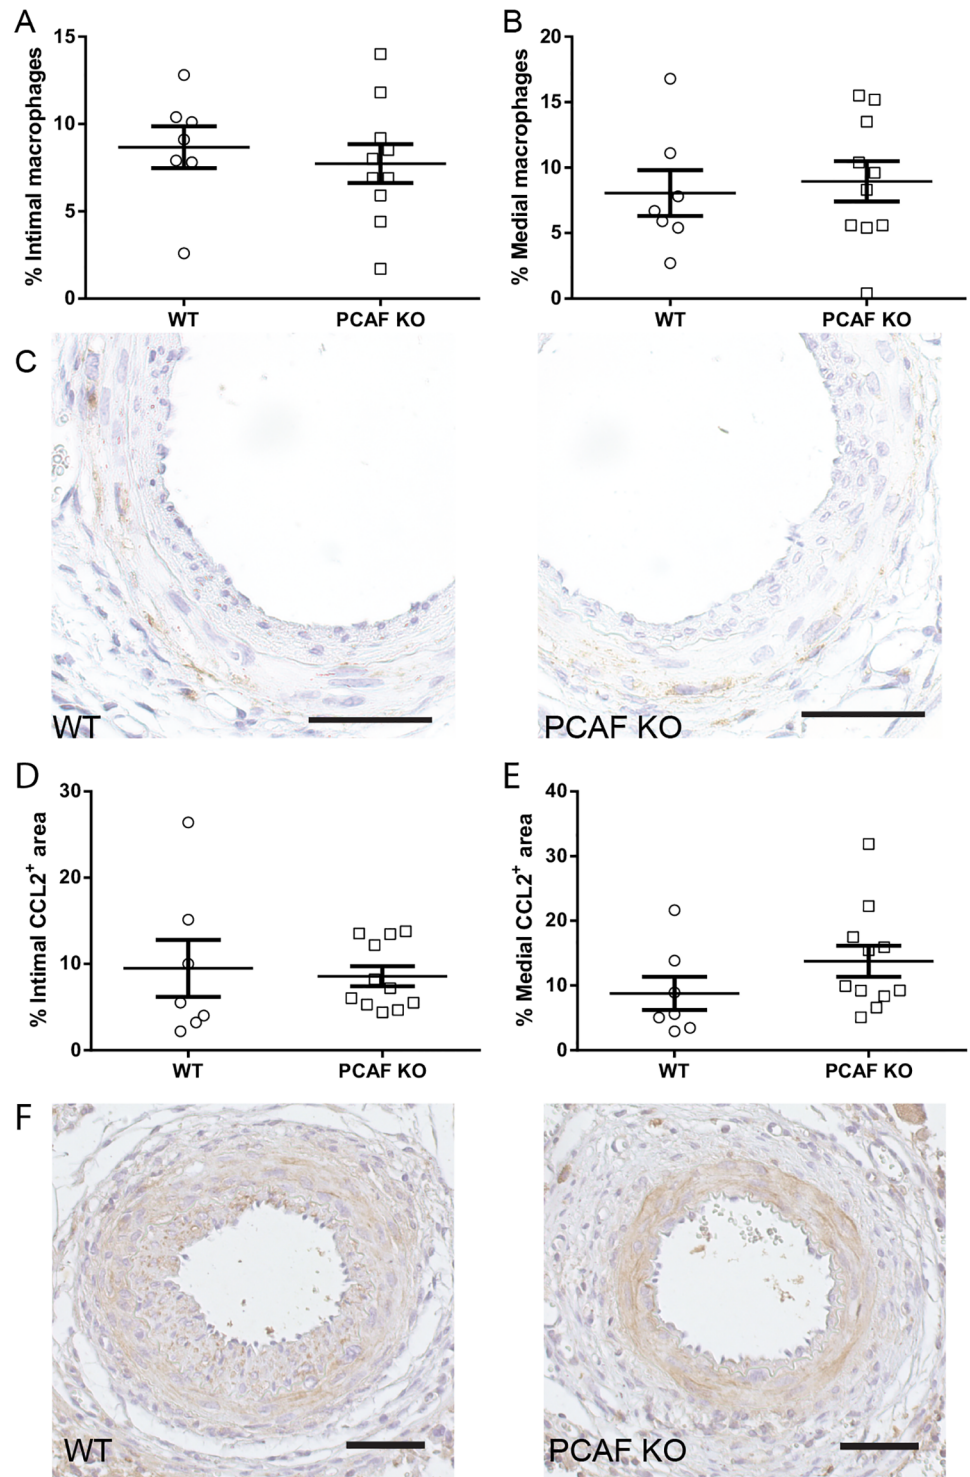 A
% Intimal macrophages
15
10
5
0
WT
PCAF KO
B
% Medial macrophages
20
15
10
5
0
WT
PCAF KO
C
WT
PCAF KO
D
% Intimal CCL2⁺ area
30
20
10
0
WT
PCAF KO
E
% Medial CCL2⁺ area
40
30
20
10
0
WT
PCAF KO
F
WT
PCAF KO